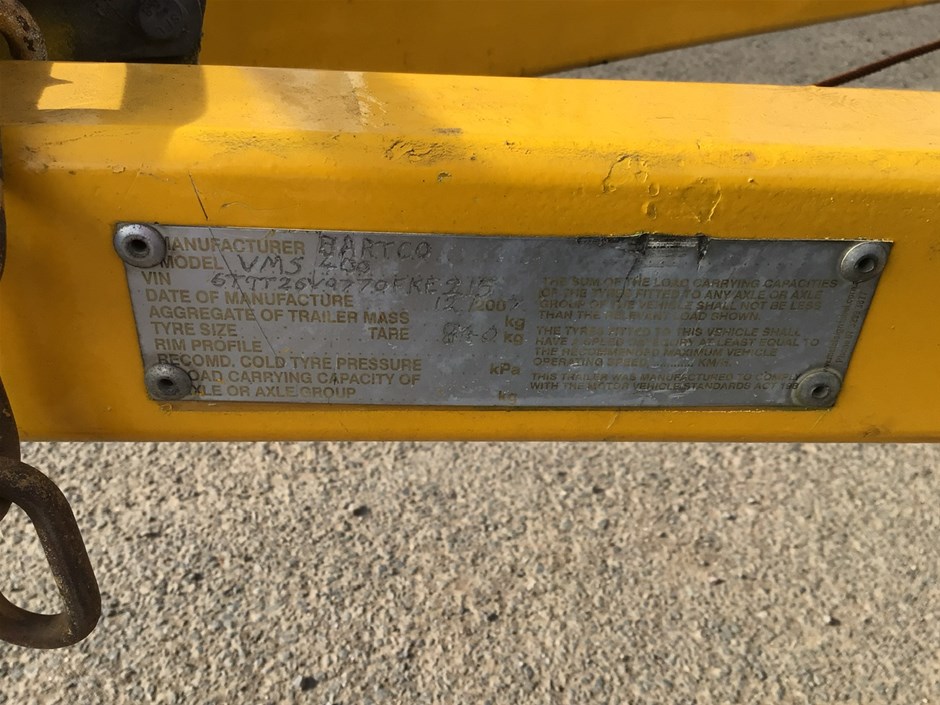 MANUFACTURER BARTCO
MODEL VMS 400
VIN 6T7T26V9770FKE215
DATE OF MANUFACTURE 12/2007
AGGREGATE OF TRAILER MASS kg
TYRE SIZE TARE kg
RIM PROFILE
RECOMD. COLD TYRE PRESSURE kPa
LOAD CARRYING CAPACITY OF
AXLE OR AXLE GROUP kg
THE SUM OF THE LOAD CARRYING CAPACITIES
OF THE TYRES FITTED TO ANY AXLE OR AXLE
GROUP OF THIS VEHICLE SHALL NOT BE LESS
THAN THE RELEVANT LOAD SHOWN.
THE TYRES FITTED TO THIS VEHICLE SHALL
HAVE A SPEED CATEGORY AT LEAST EQUAL TO
THE RECOMMENDED MAXIMUM VEHICLE
OPERATING SPEED KM/H
THIS TRAILER WAS MANUFACTURED TO COMPLY
WITH THE MOTOR VEHICLE STANDARDS ACT